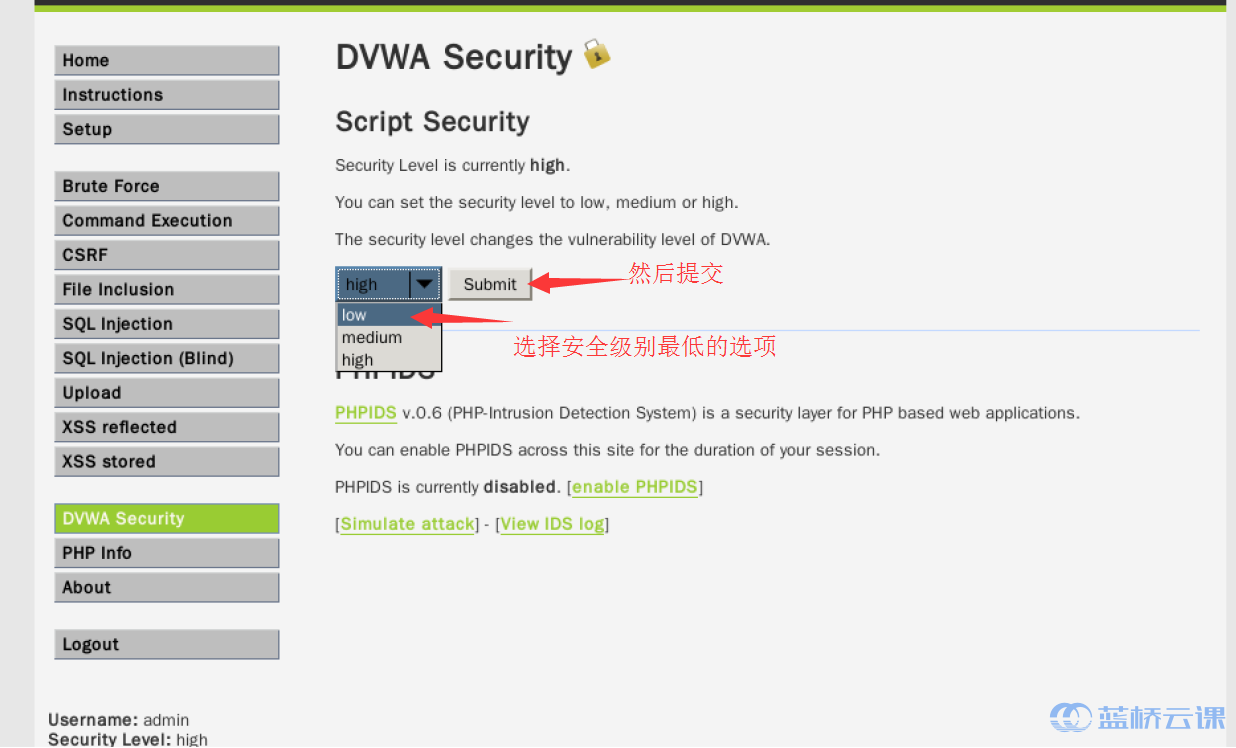 Home
Instructions
Setup
Brute Force
Command Execution
CSRF
File Inclusion
SQL Injection
SQL Injection (Blind)
Upload
XSS reflected
XSS stored
DVWA Security
PHP Info
About
Logout
Username: admin
Security Level: high
DVWA Security
Script Security
Security Level is currently high.
You can set the security level to low, medium or high.
The security level changes the vulnerability level of DVWA.
high Submit 然后提交
low
medium
high
选择安全级别最低的选项
PHPIDS
PHPIDS v.0.6 (PHP-Intrusion Detection System) is a security layer for PHP based web applications.
You can enable PHPIDS across this site for the duration of your session.
PHPIDS is currently disabled. [enable PHPIDS]
[Simulate attack] - [View IDS log]
蓝桥云课